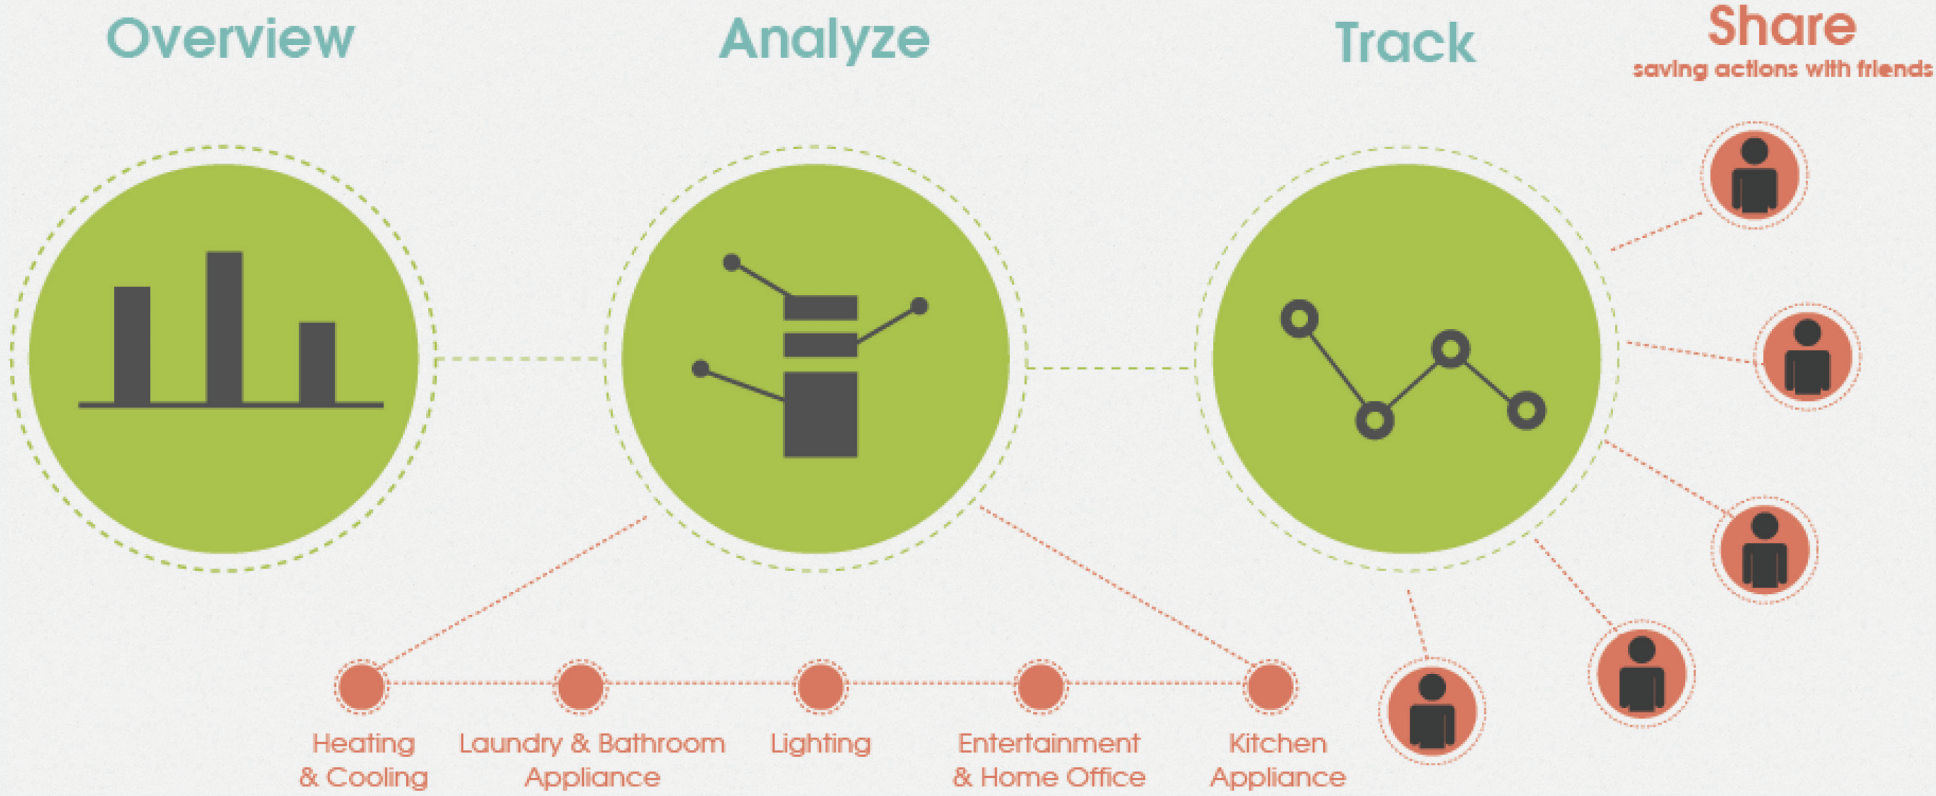 Overview
Analyze
Track
Share
saving actions with friends
Heating
& Cooling
Laundry & Bathroom
Appliance
Lighting
Entertainment
& Home Office
Kitchen
Appliance